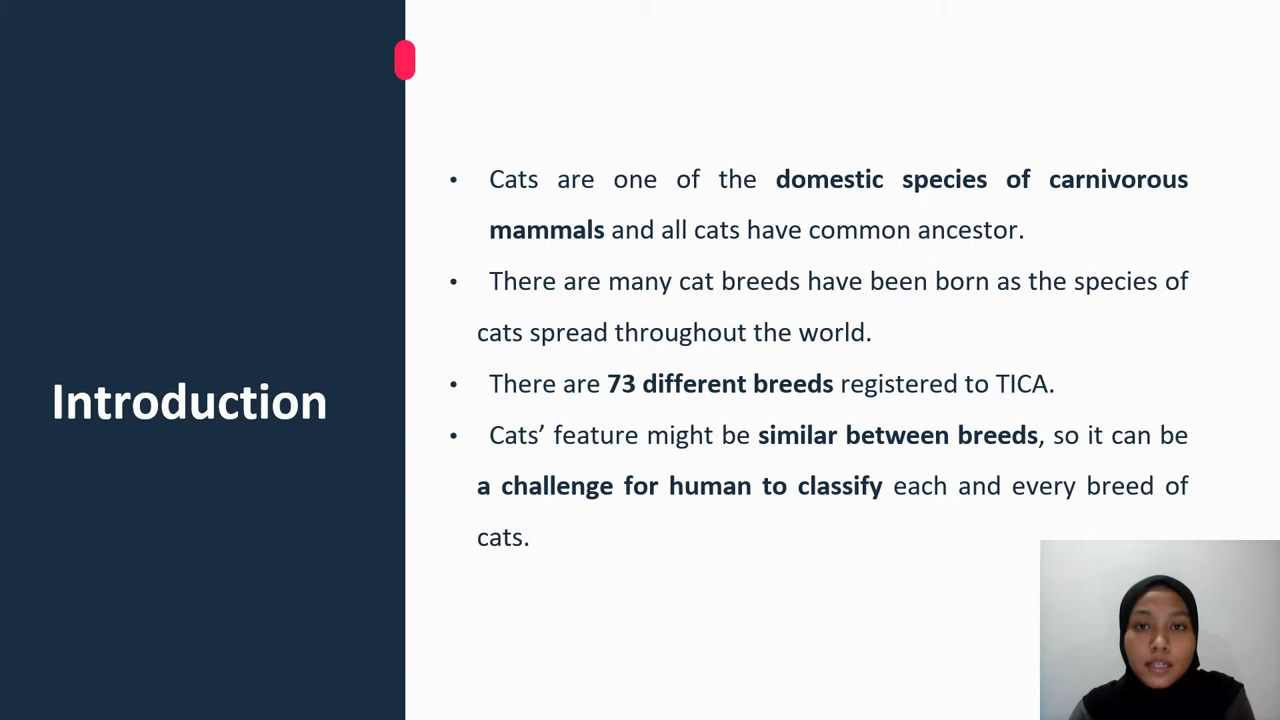 Introduction
• Cats are one of the domestic species of carnivorous
mammals and all cats have common ancestor.
• There are many cat breeds have been born as the species of
cats spread throughout the world.
• There are 73 different breeds registered to TICA.
• Cats’ feature might be similar between breeds, so it can be
a challenge for human to classify each and every breed of
cats.